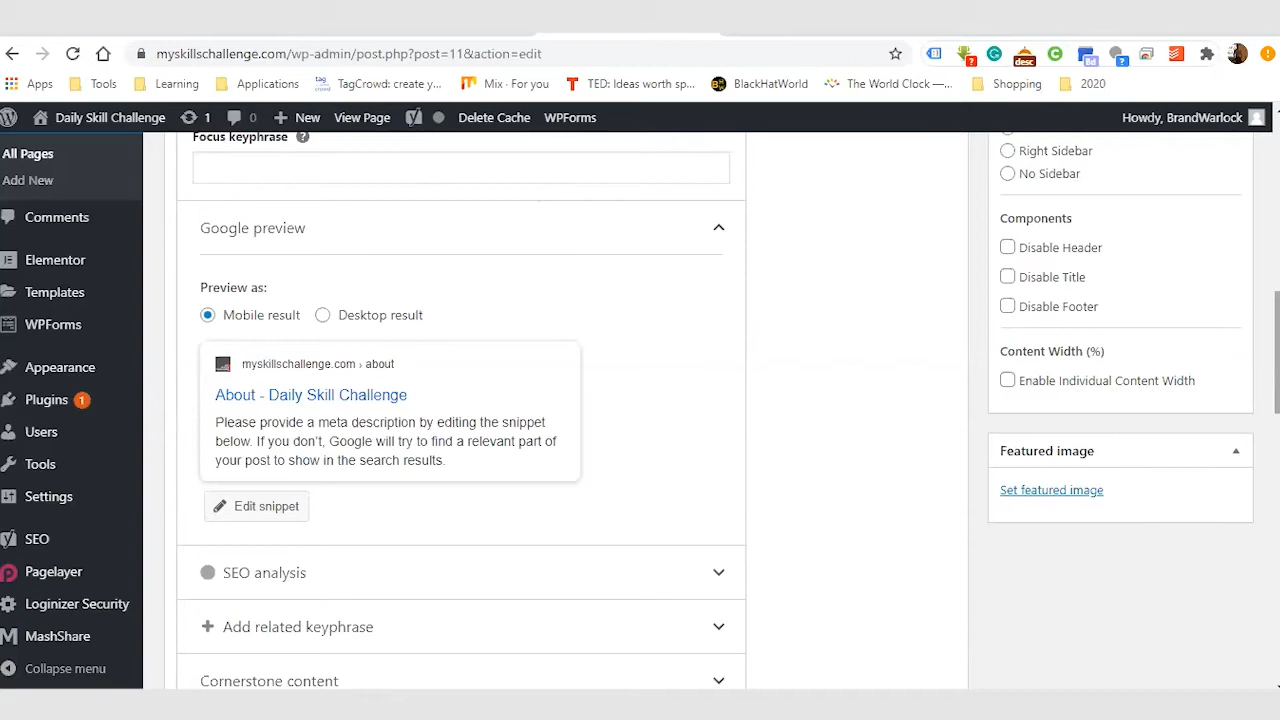 myskillschallenge.com/wp-admin/post.php?post=11&action=edit
?
desc
Bd
?
Apps
Tools
Learning
Applications
tag
TagCrowd: create y...
Mix · For you
T
TED: Ideas worth sp...
BlackHatWorld
The World Clock —...
Shopping
2020
Daily Skill Challenge
1
0
New
View Page
Delete Cache
WPForms
Howdy, BrandWarlock
All Pages
Add New
Comments
Elementor
Templates
WPForms
Appearance
Plugins 1
Users
Tools
Settings
SEO
Pagelayer
Loginizer Security
MashShare
Collapse menu
Focus keyphrase ?
Google preview
Preview as:
Mobile result
Desktop result
myskillschallenge.com › about
About - Daily Skill Challenge
Please provide a meta description by editing the snippet
below. If you don't, Google will try to find a relevant part of
your post to show in the search results.
Edit snippet
SEO analysis
Add related keyphrase
Cornerstone content
Right Sidebar
No Sidebar
Components
Disable Header
Disable Title
Disable Footer
Content Width (%)
Enable Individual Content Width
Featured image
Set featured image